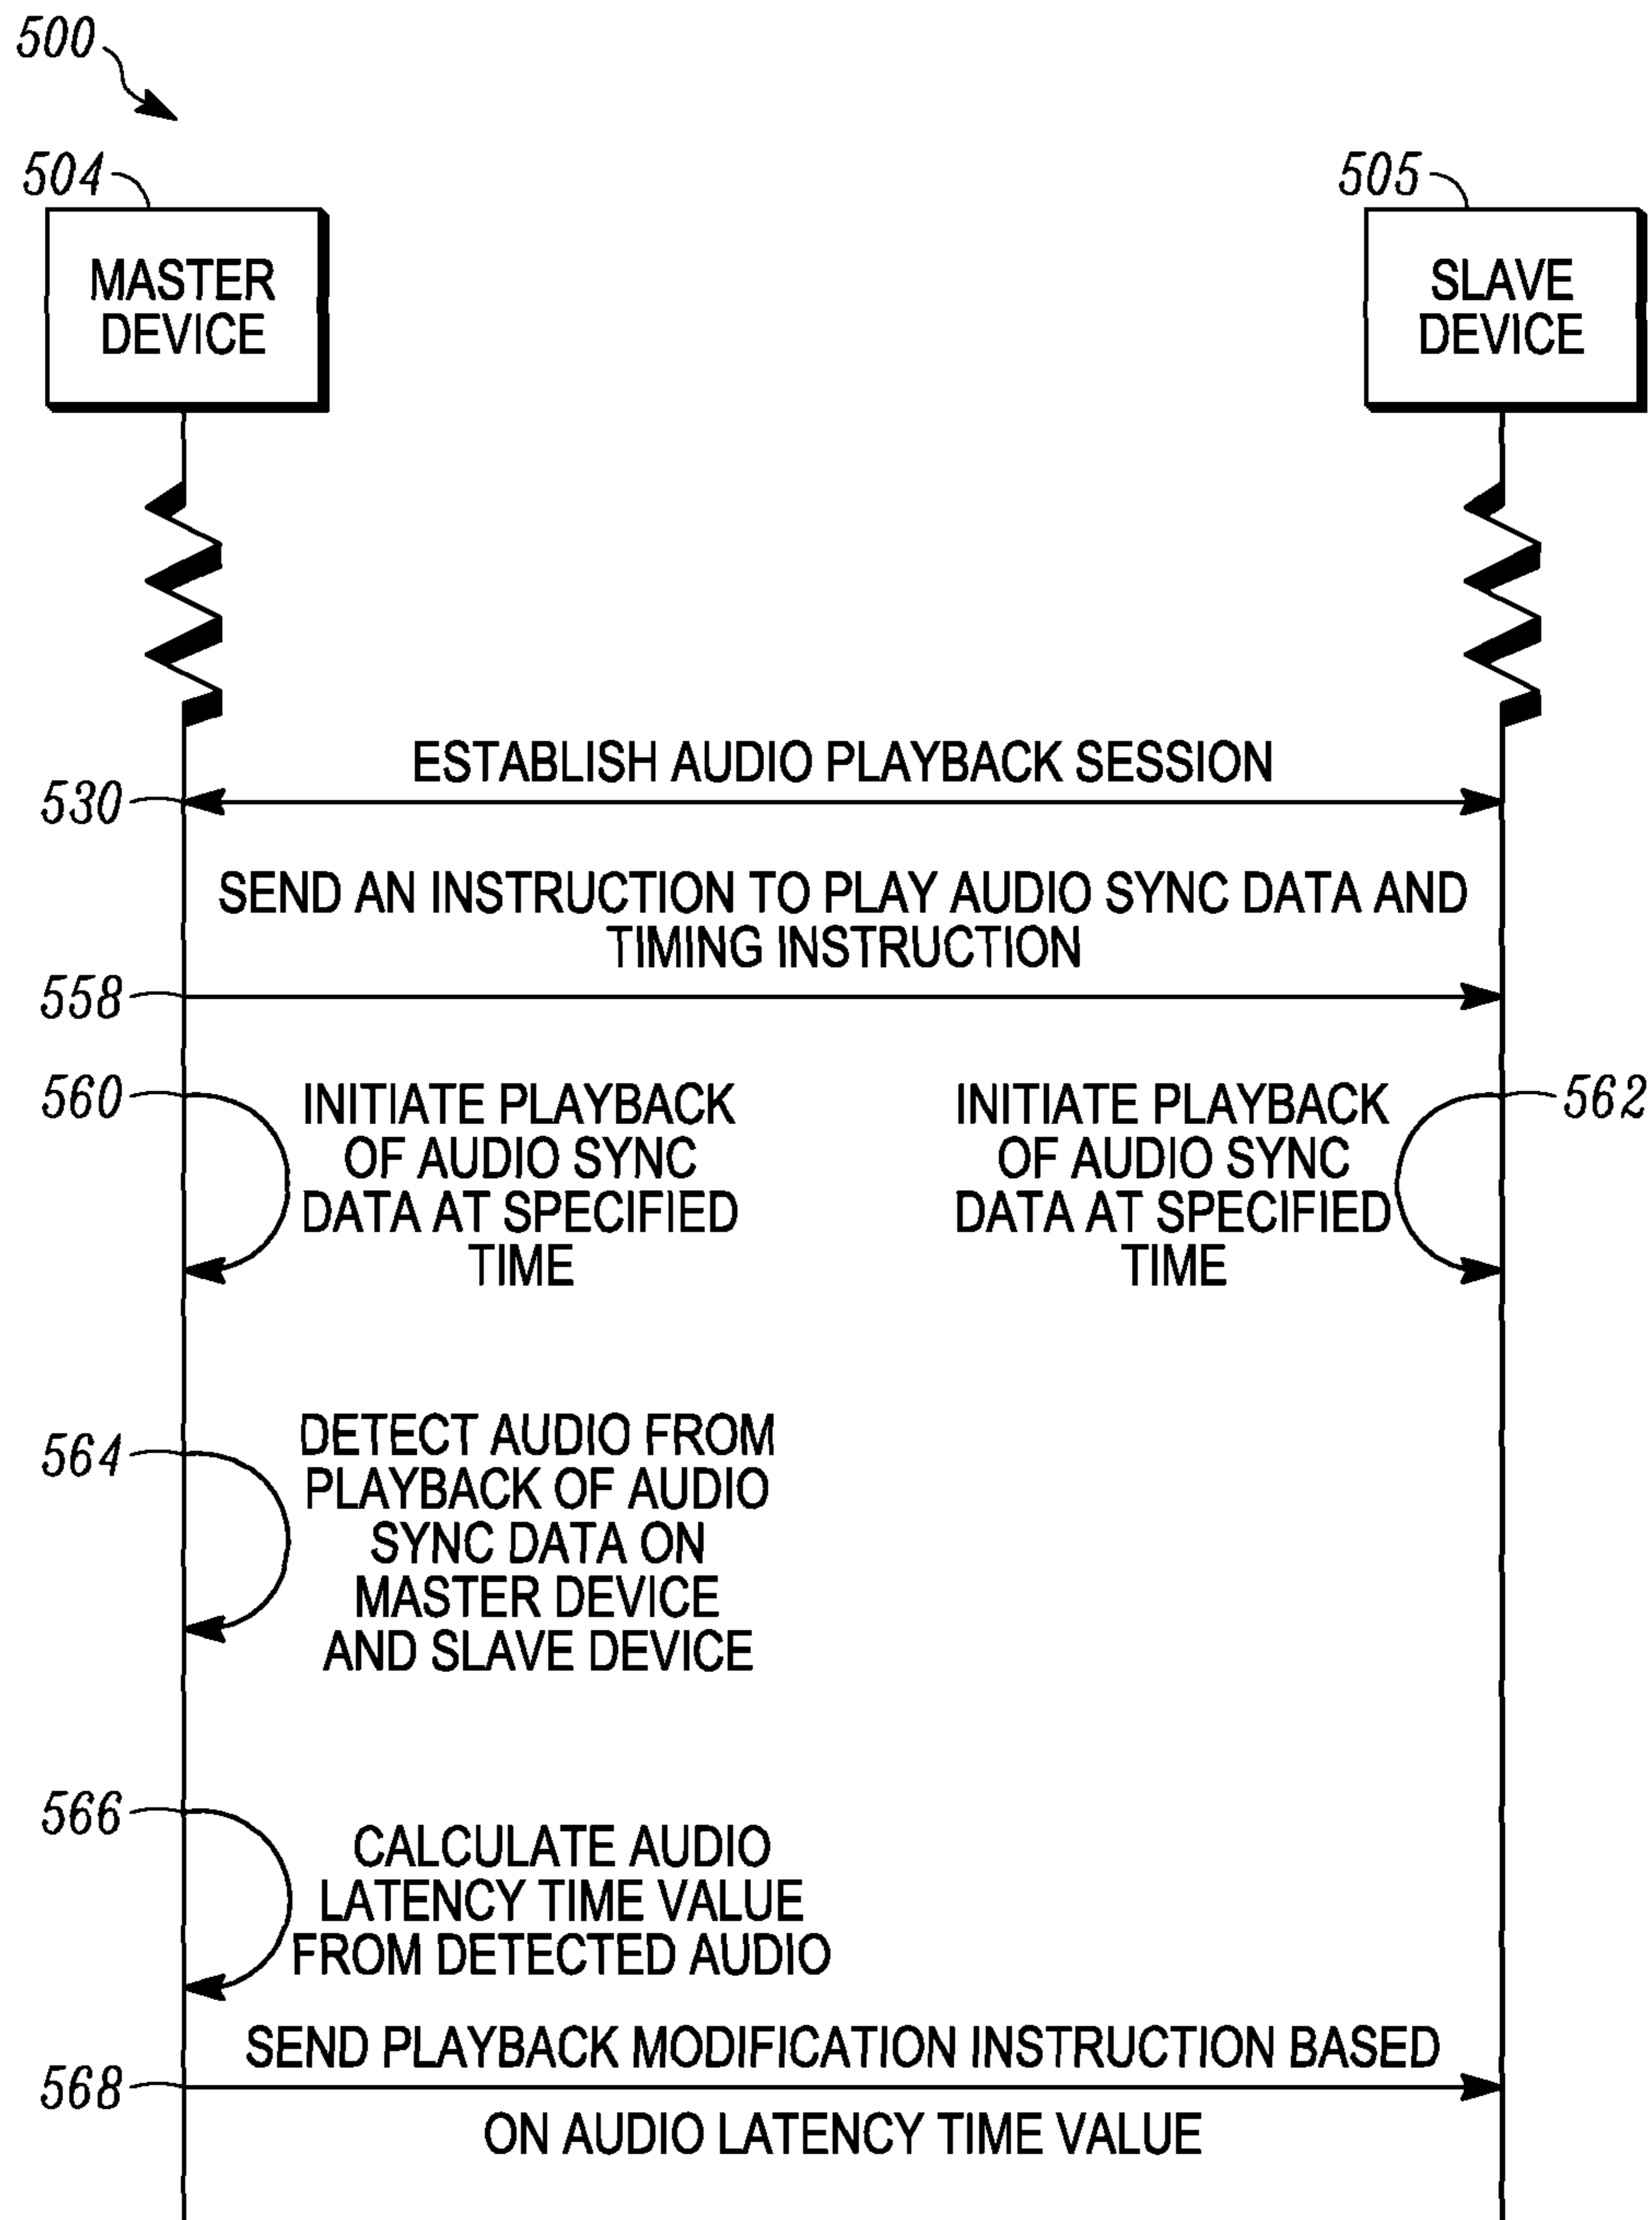 500
504
505
MASTER
DEVICE
SLAVE
DEVICE
ESTABLISH AUDIO PLAYBACK SESSION
530
SEND AN INSTRUCTION TO PLAY AUDIO SYNC DATA AND
TIMING INSTRUCTION
558
560
INITIATE PLAYBACK
OF AUDIO SYNC
DATA AT SPECIFIED
TIME
INITIATE PLAYBACK
OF AUDIO SYNC
DATA AT SPECIFIED
TIME
562
564
DETECT AUDIO FROM
PLAYBACK OF AUDIO
SYNC DATA ON
MASTER DEVICE
AND SLAVE DEVICE
566
CALCULATE AUDIO
LATENCY TIME VALUE
FROM DETECTED AUDIO
SEND PLAYBACK MODIFICATION INSTRUCTION BASED
568
ON AUDIO LATENCY TIME VALUE